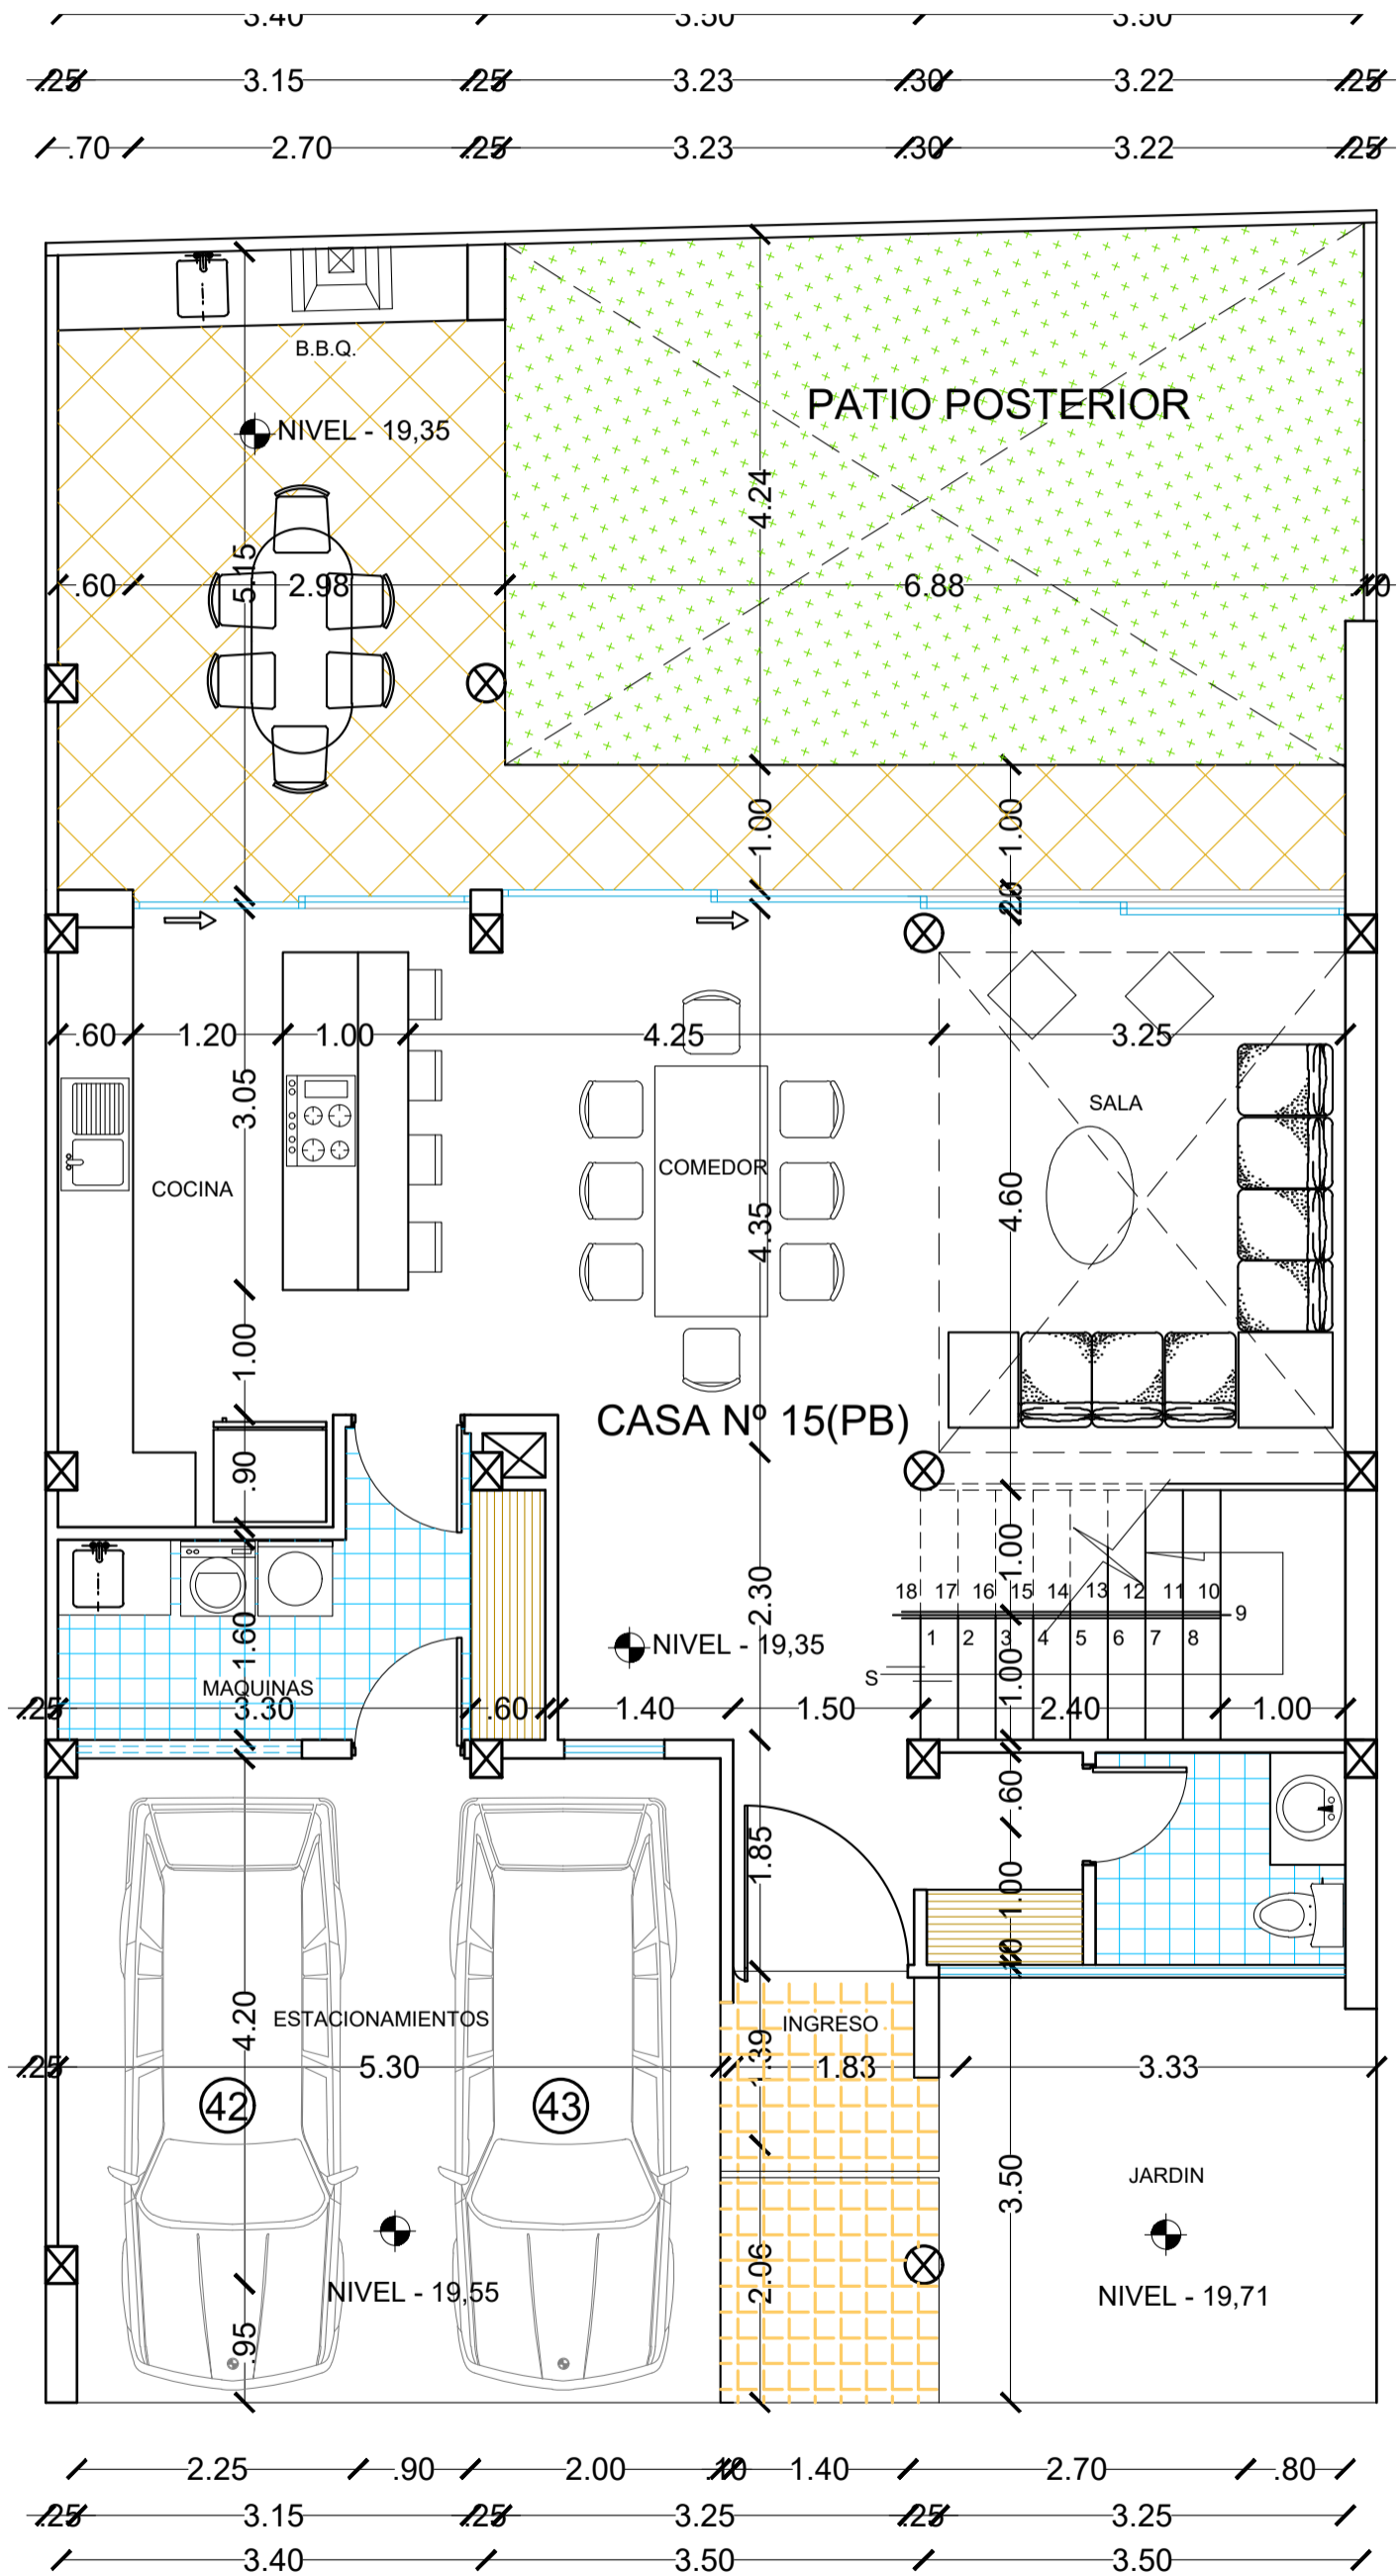 3.40 3.50 3.50
.25 3.15 .25 3.23 .30 3.22 .25
.70 2.70 .25 3.23 .30 3.22 .25
B.B.Q.
PATIO POSTERIOR
NIVEL - 19,35
4.24
5.15
.60 2.98 6.88 .10
1.00 1.00
.60 1.20 1.00 4.25 3.25
3.05
SALA
COMEDOR
COCINA
4.60
4.35
1.00
CASA Nº 15(PB)
.90
1.00
2.30
18 17 16 15 14 13 12 11 10
9
1 2 3 4 5 6 7 8
1.60
NIVEL - 19,35
1.00
S
MAQUINAS
.25 3.30 .60 1.40 1.50 2.40 1.00
.60
1.85
1.00
.10
4.20
ESTACIONAMIENTOS
INGRESO
1.39
.25 5.30 1.83 3.33
42 43
JARDIN
3.50
2.06
NIVEL - 19,55
NIVEL - 19,71
.95
2.25 .90 2.00 .10 1.40 2.70 .80
.25 3.15 .25 3.25 .25 3.25
3.40 3.50 3.50